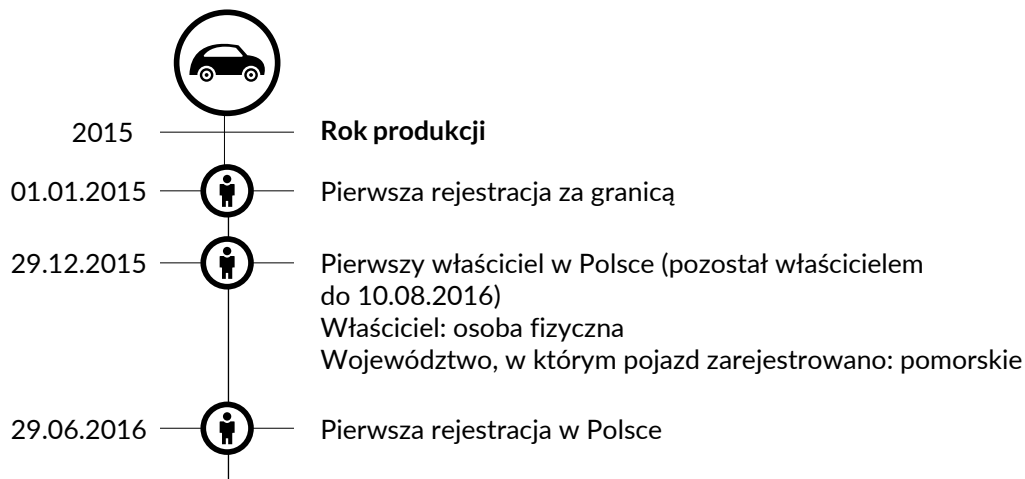 2015 Rok produkcji
01.01.2015 Pierwsza rejestracja za granicą
29.12.2015 Pierwszy właściciel w Polsce (pozostał właścicielem
do 10.08.2016)
Właściciel: osoba fizyczna
Województwo, w którym pojazd zarejestrowano: pomorskie
29.06.2016 Pierwsza rejestracja w Polsce